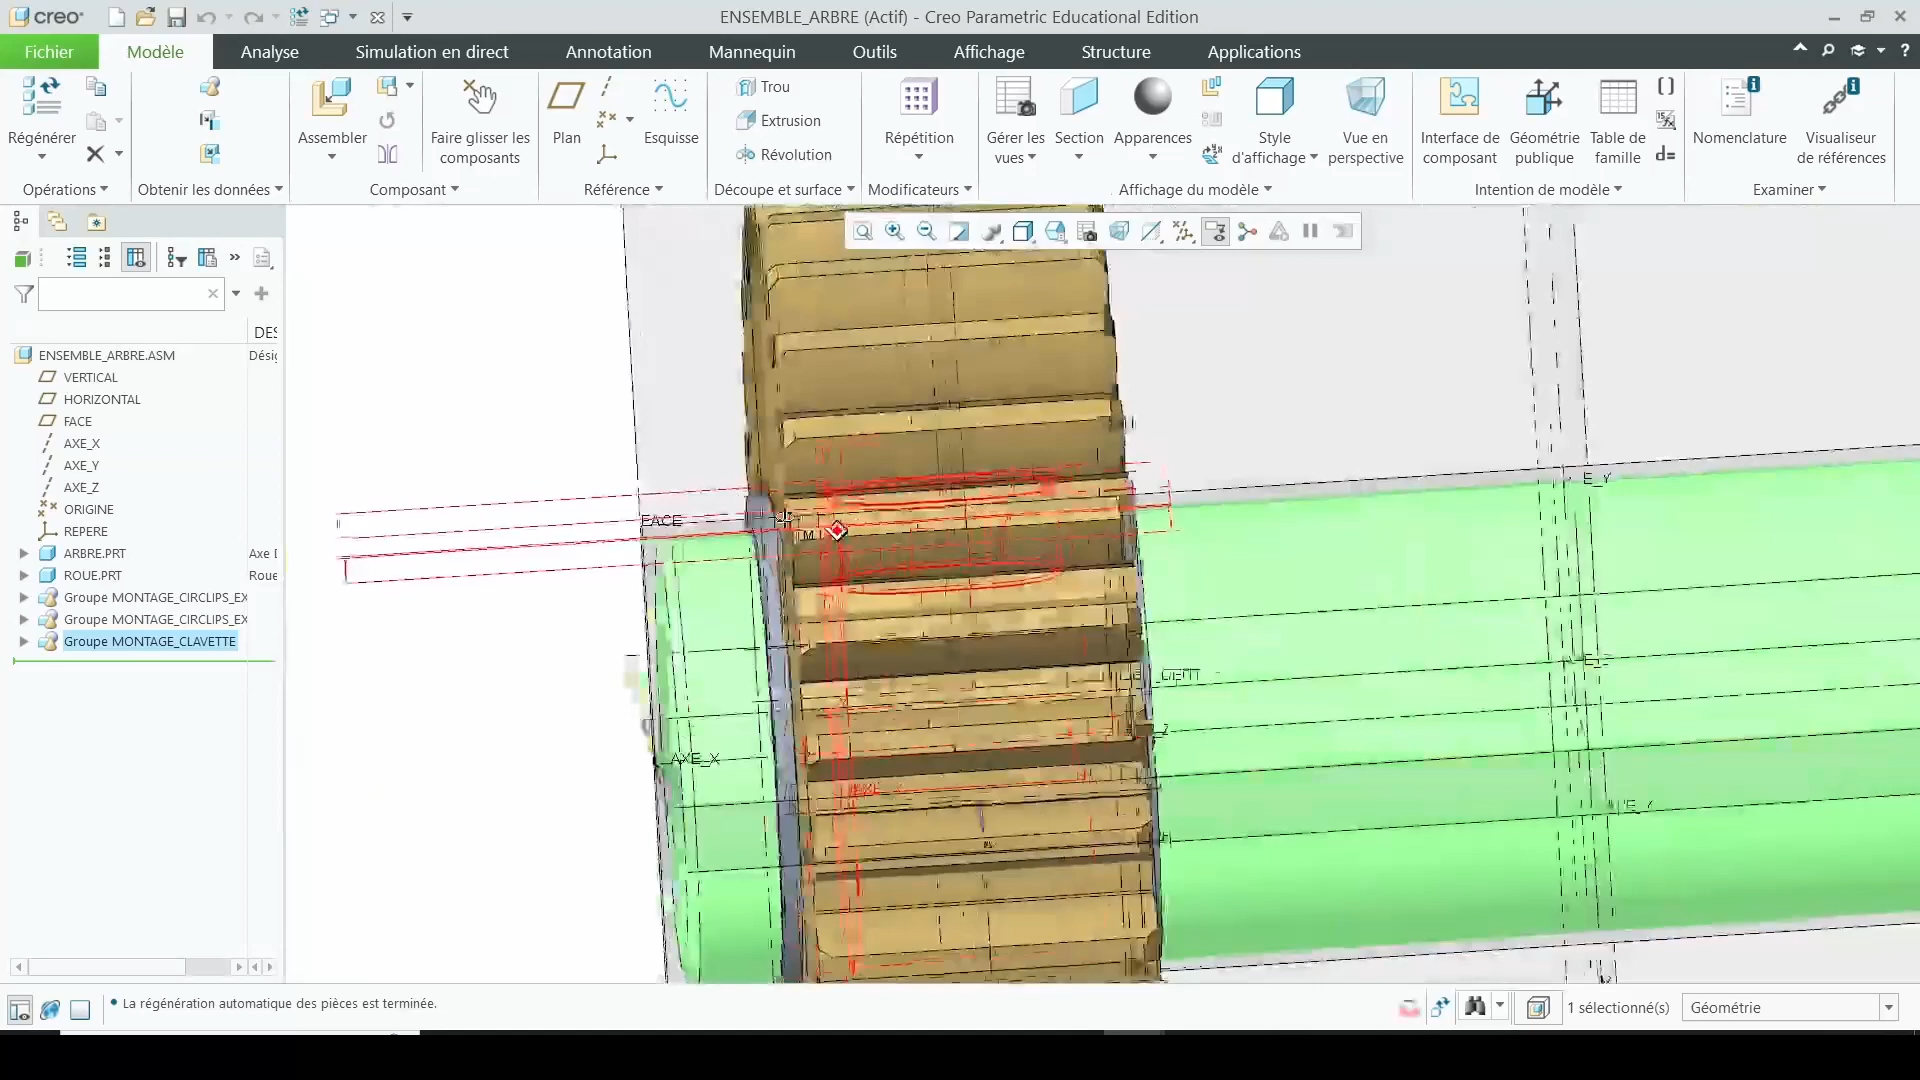 creo®
ENSEMBLE_ARBRE (Actif) - Creo Parametric Educational Edition
Fichier Modèle Analyse Simulation en direct Annotation Mannequin Outils Affichage Structure Applications
Régénérer
Assembler
Faire glisser les composants
Plan
Esquisse
Trou
Extrusion
Révolution
Répétition
Gérer les vues
Section
Apparences
Style d'affichage
Vue en perspective
Interface de composant
Géométrie publique
Table de famille
Nomenclature
Visualiseur de références
Opérations Obtenir les données Composant Référence Découpe et surface Modificateurs Affichage du modèle Intention de modèle Examiner
DES
ENSEMBLE_ARBRE.ASM Désig
VERTICAL
HORIZONTAL
FACE
AXE_X
AXE_Y
AXE_Z
ORIGINE
REPERE
ARBRE.PRT Axe D
ROUE.PRT Roue
Groupe MONTAGE_CIRCLIPS_EX
Groupe MONTAGE_CIRCLIPS_EX
Groupe MONTAGE_CLAVETTE
FACE
AXE_X
La régénération automatique des pièces est terminée.
1 sélectionné(s)
Géométrie